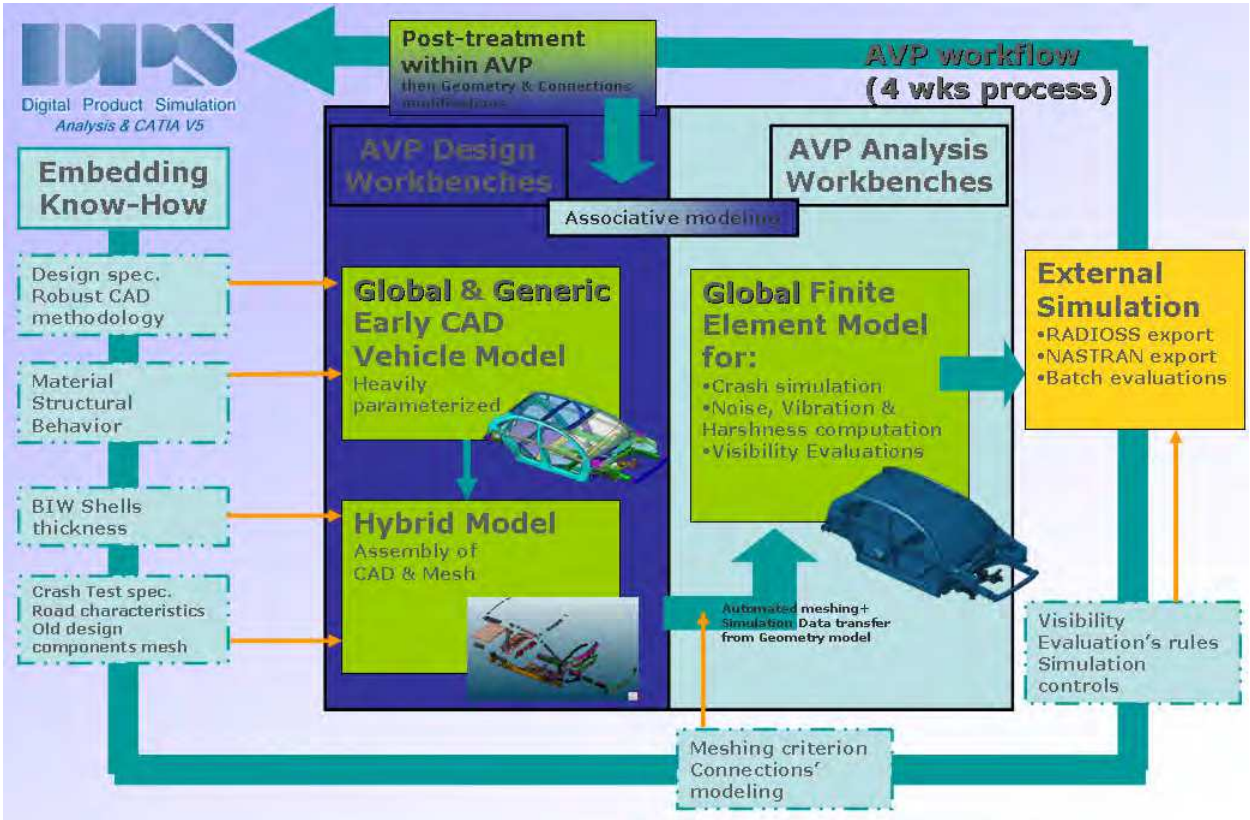 DPS
Digital Product Simulation
Analysis & CATIA V5
Post-treatment
within AVP
then Geometry & Connections
modifications
AVP workflow
(4 wks process)
Embedding
Know-How
AVP Design
Workbenches
AVP Analysis
Workbenches
Associative modeling
Design spec.
Robust CAD
methodology
Material
Structural
Behavior
BIW Shells
thickness
Crash Test spec.
Road characteristics
Old design
components mesh
Global & Generic
Early CAD
Vehicle Model
Heavily
parameterized
Hybrid Model
Assembly of
CAD & Mesh
Global Finite
Element Model
for:
•Crash simulation
•Noise, Vibration &
Harshness computation
•Visibility Evaluations
Automated meshing+
Simulation Data transfer
from Geometry model
External
Simulation
•RADIOSS export
•NASTRAN export
•Batch evaluations
Visibility
Evaluation's rules
Simulation
controls
Meshing criterion
Connections'
modeling